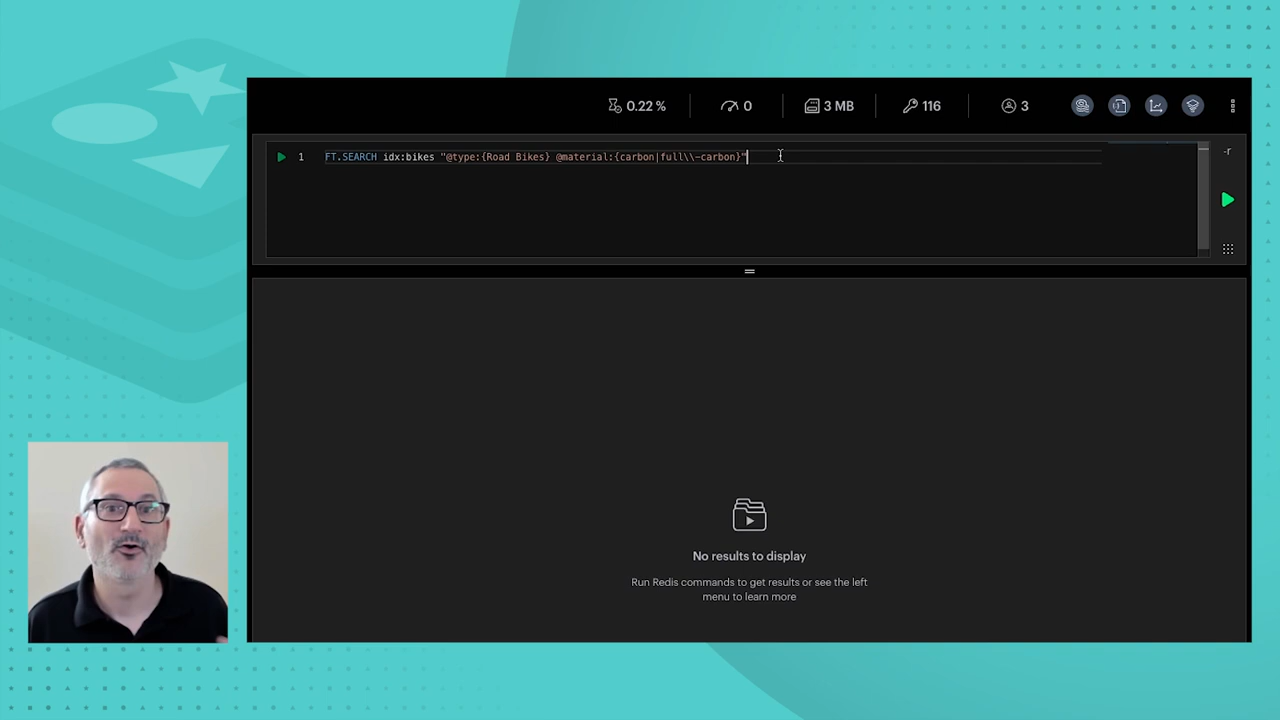 0.22 %
0
3 MB
116
3
1
FT.SEARCH idx:bikes "@type:{Road Bikes} @material:{carbon|full\\-carbon}"
-r
No results to display
Run Redis commands to get results or see the left
menu to learn more